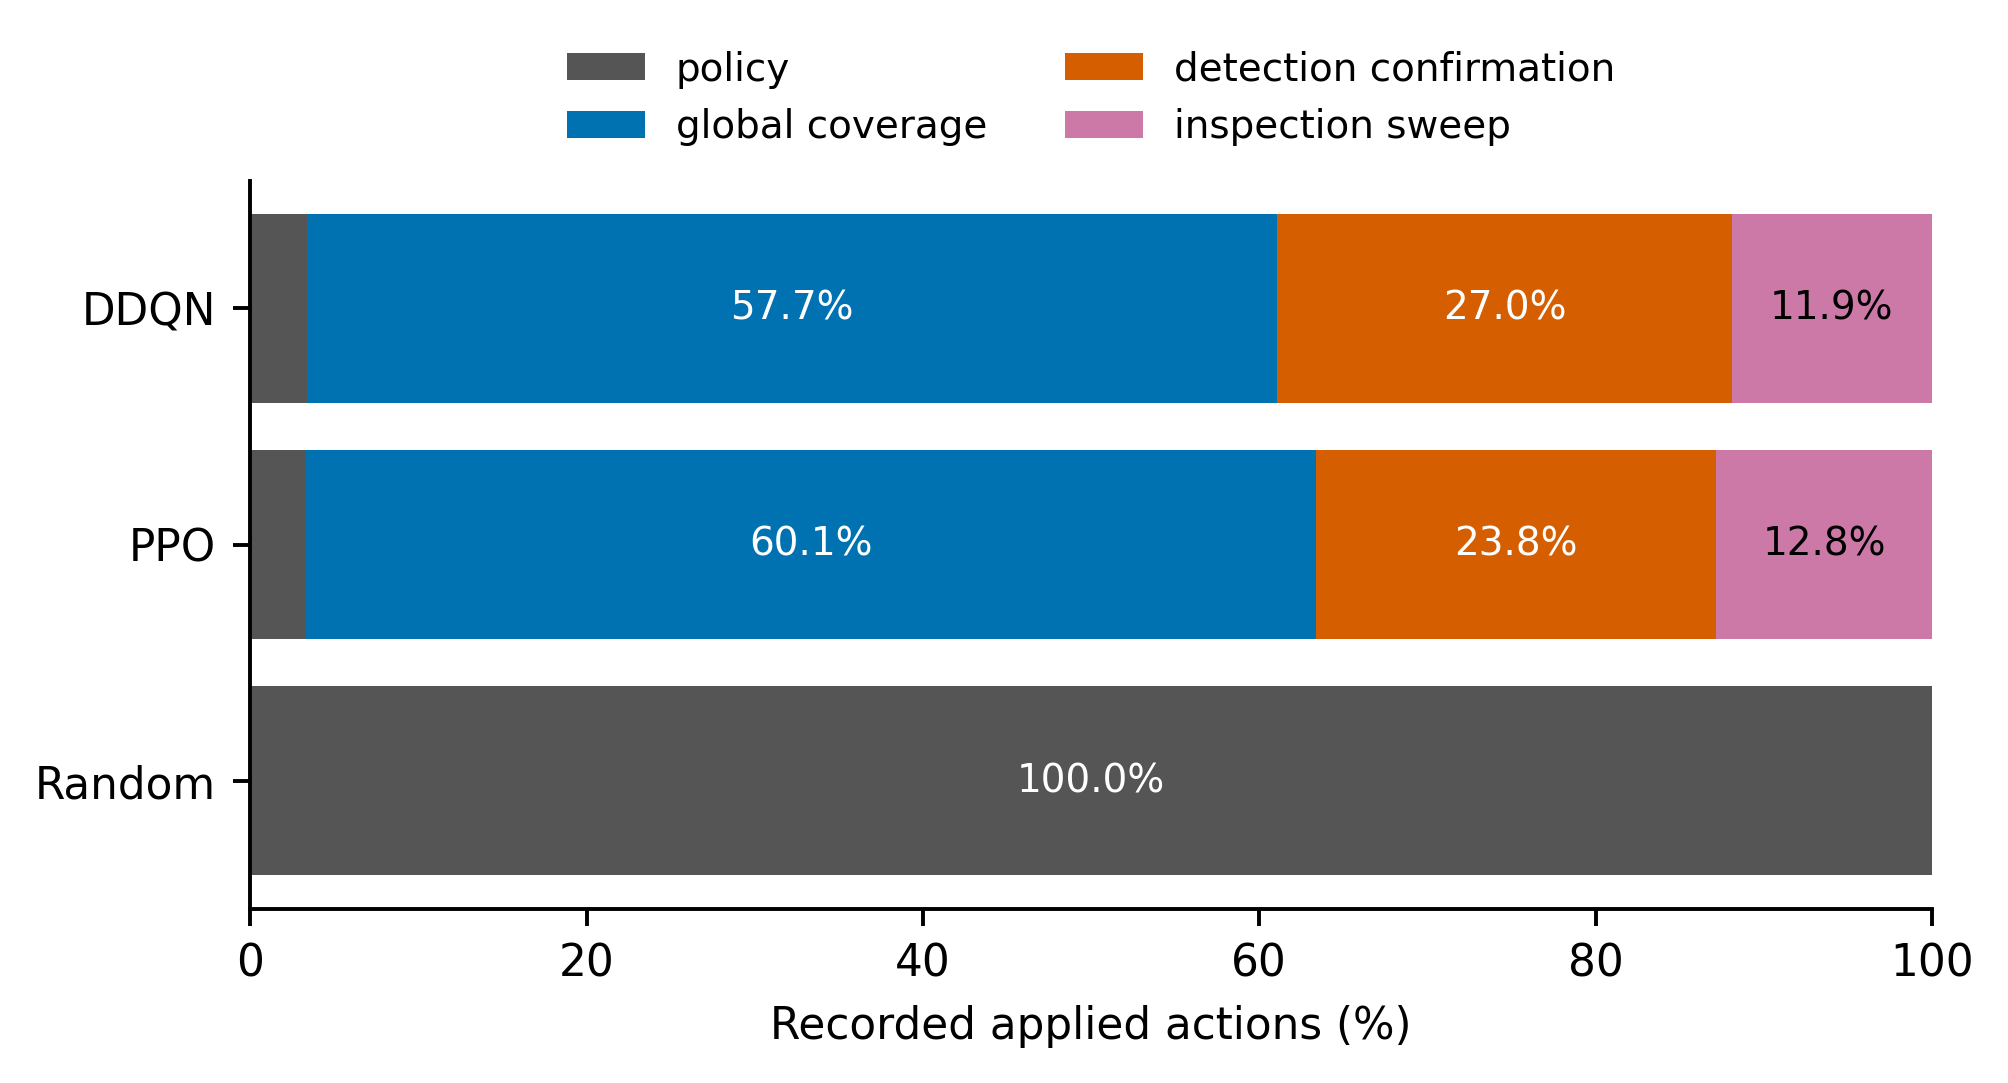 policy
global coverage
detection confirmation
inspection sweep
DDQN
57.7%
27.0%
11.9%
PPO
60.1%
23.8%
12.8%
Random
100.0%
0
20
40
60
80
100
Recorded applied actions (%)